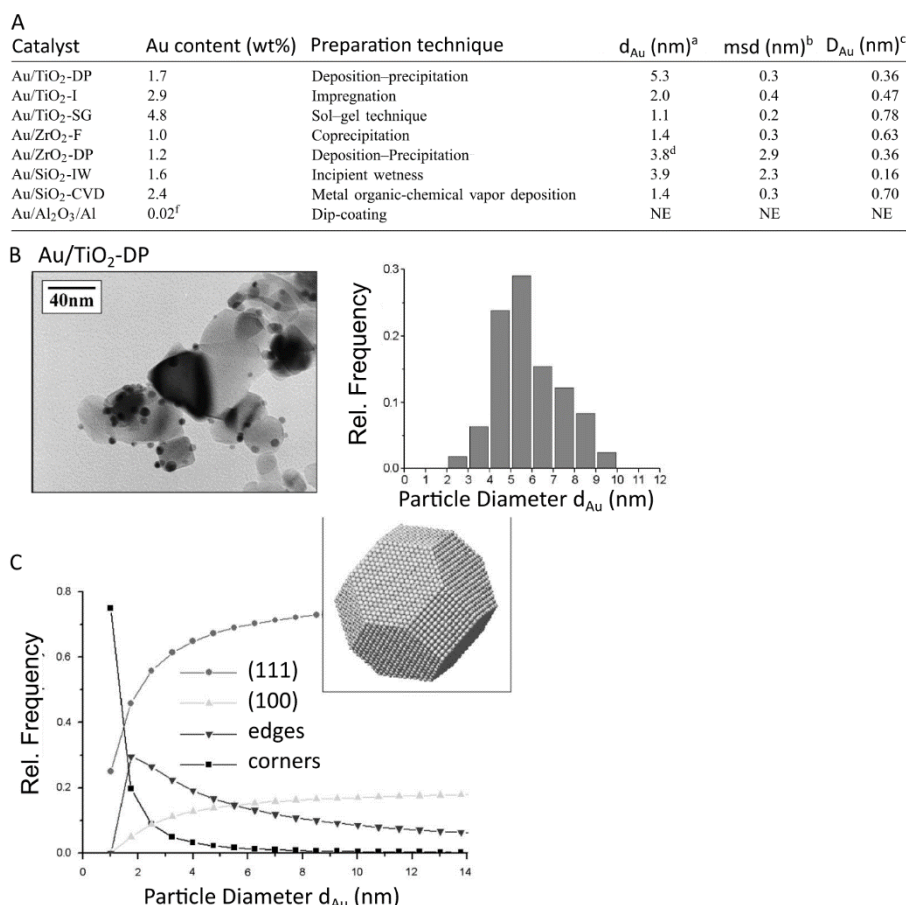 A
Catalyst Au content (wt%) Preparation technique d_Au (nm)^a msd (nm)^b D_Au (nm)^c
Au/TiO₂-DP 1.7 Deposition–precipitation 5.3 0.3 0.36
Au/TiO₂-I 2.9 Impregnation 2.0 0.4 0.47
Au/TiO₂-SG 4.8 Sol–gel technique 1.1 0.2 0.78
Au/ZrO₂-F 1.0 Coprecipitation 1.4 0.3 0.63
Au/ZrO₂-DP 1.2 Deposition–Precipitation 3.8^d 2.9 0.36
Au/SiO₂-IW 1.6 Incipient wetness 3.9 2.3 0.16
Au/SiO₂-CVD 2.4 Metal organic-chemical vapor deposition 1.4 0.3 0.70
Au/Al₂O₃/Al 0.02^f Dip-coating NE NE NE
B Au/TiO₂-DP
40nm
Rel. Frequency
0.3
0.2
0.1
0.0
0 1 2 3 4 5 6 7 8 9 10 11 12
Particle Diameter d_Au (nm)
C
Rel. Frequency
0.8
0.6
0.4
0.2
0.0
(111)
(100)
edges
corners
0 2 4 6 8 10 12 14
Particle Diameter d_Au (nm)